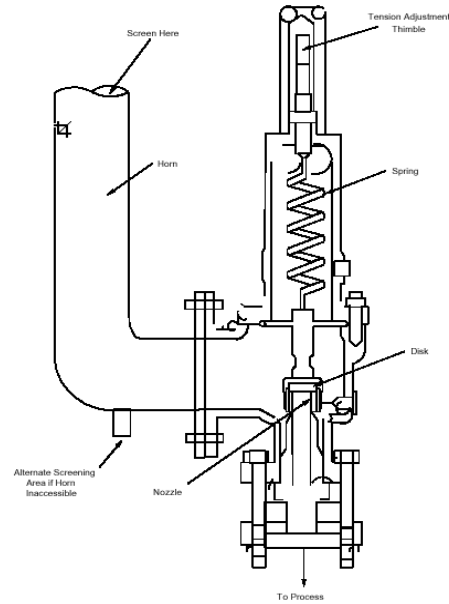 Tension Adjustment
Thimble
Screen Here
Horn
Spring
Disk
Alternate Screening
Area if Horn
Inaccessible
Nozzle
To Process